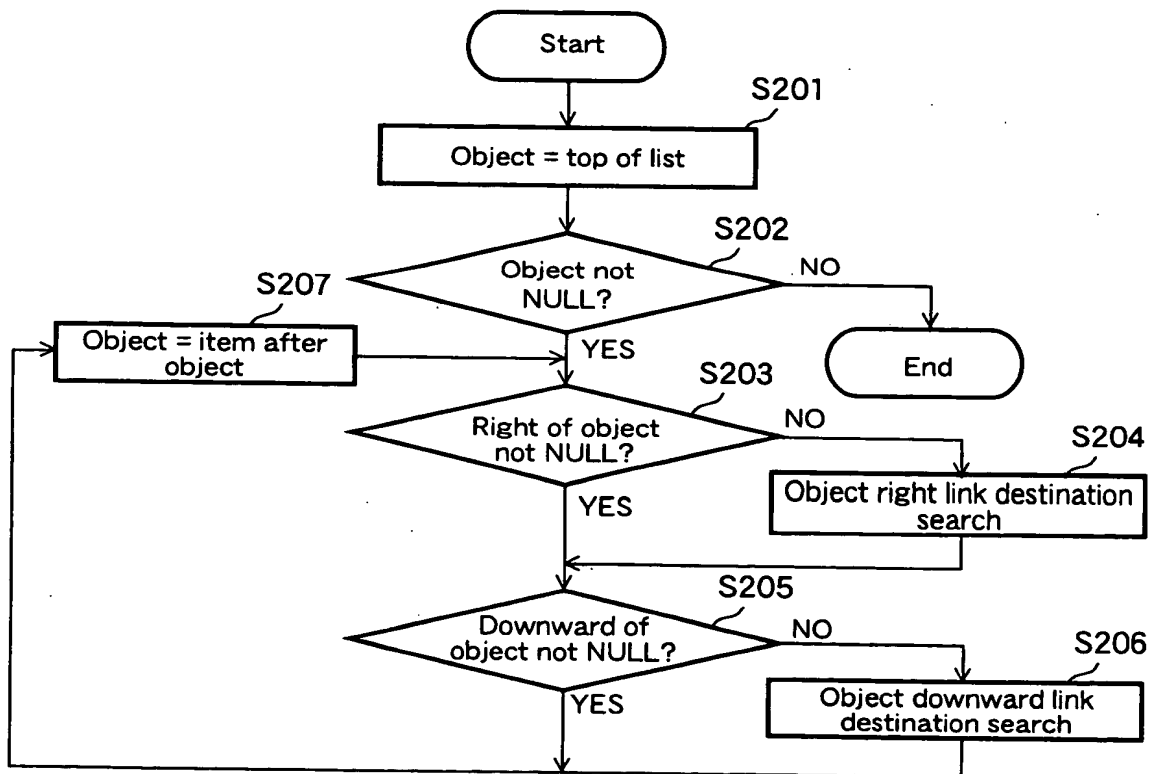 Start
S201
Object = top of list
S202
Object not
NULL?
NO
S207
Object = item after
object
YES
End
S203
Right of object
not NULL?
NO
S204
Object right link destination
search
YES
S205
Downward of
object not NULL?
NO
S206
Object downward link
destination search
YES